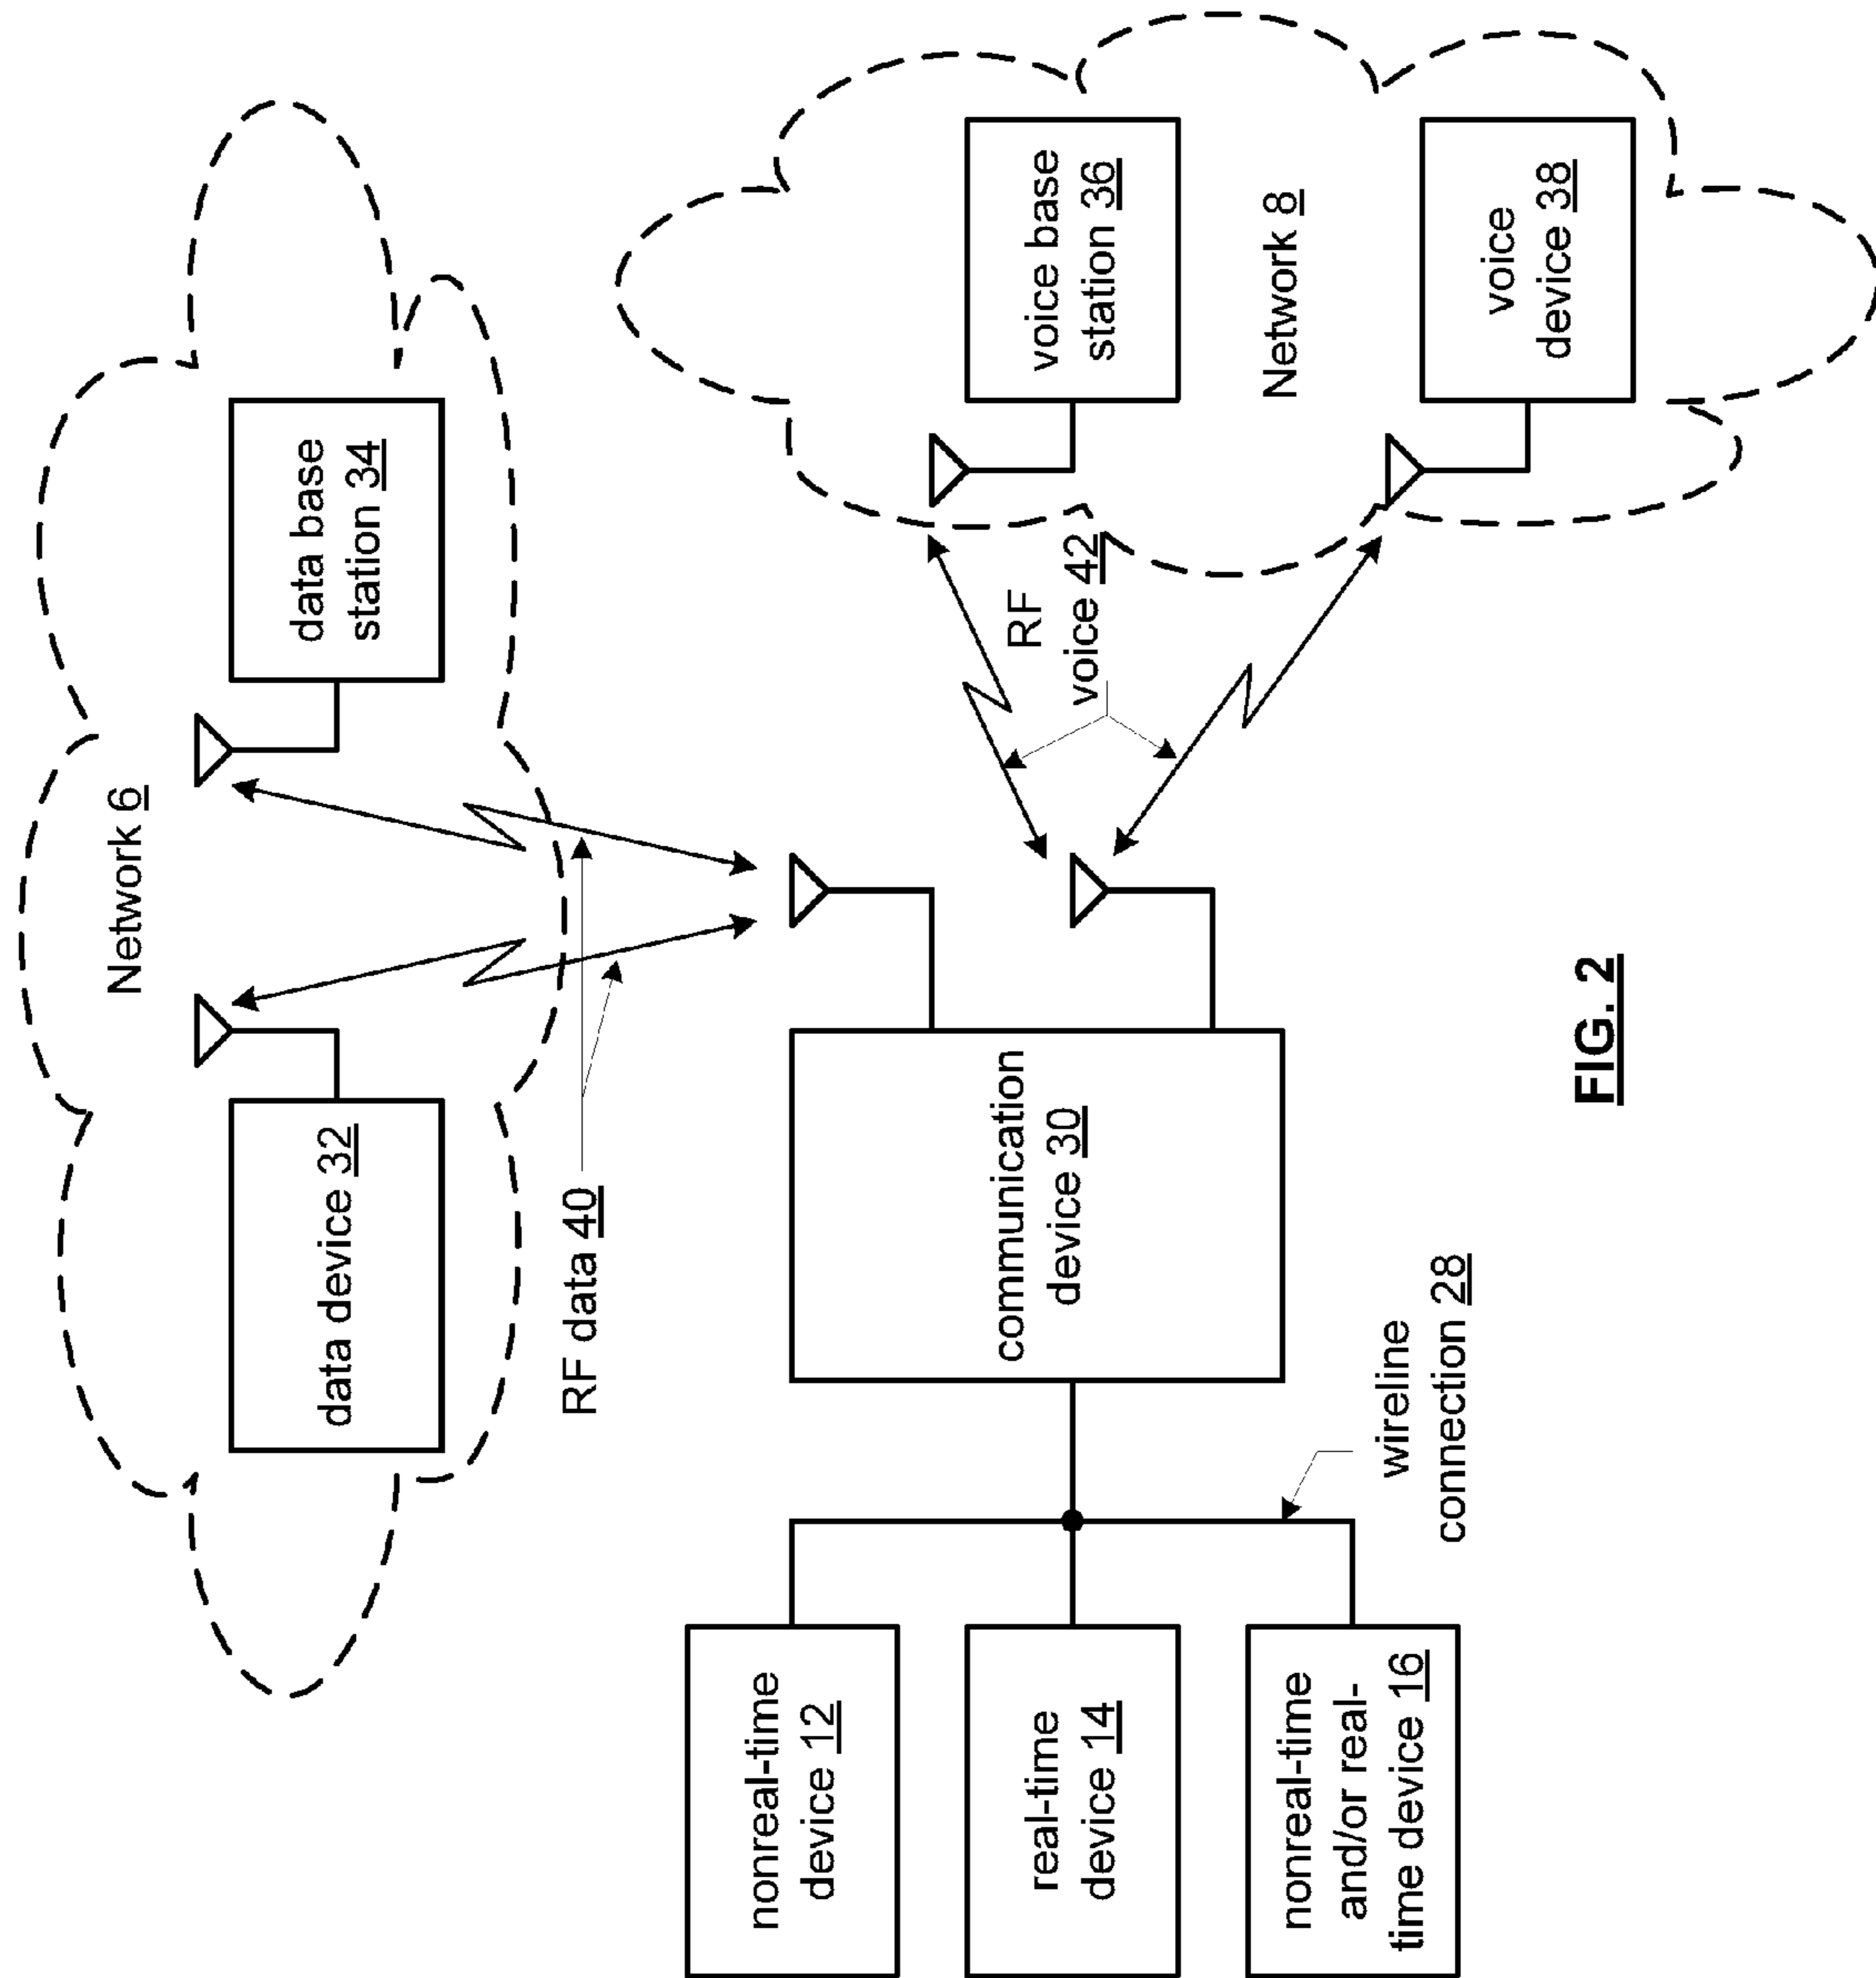 Network 6
data device 32
data base
station 34
RF data 40
communication
device 30
RF
voice 42
voice base
station 36
Network 8
voice
device 38
nonreal-time
device 12
real-time
device 14
nonreal-time
and/or real-
time device 16
wireline
connection 28
FIG. 2